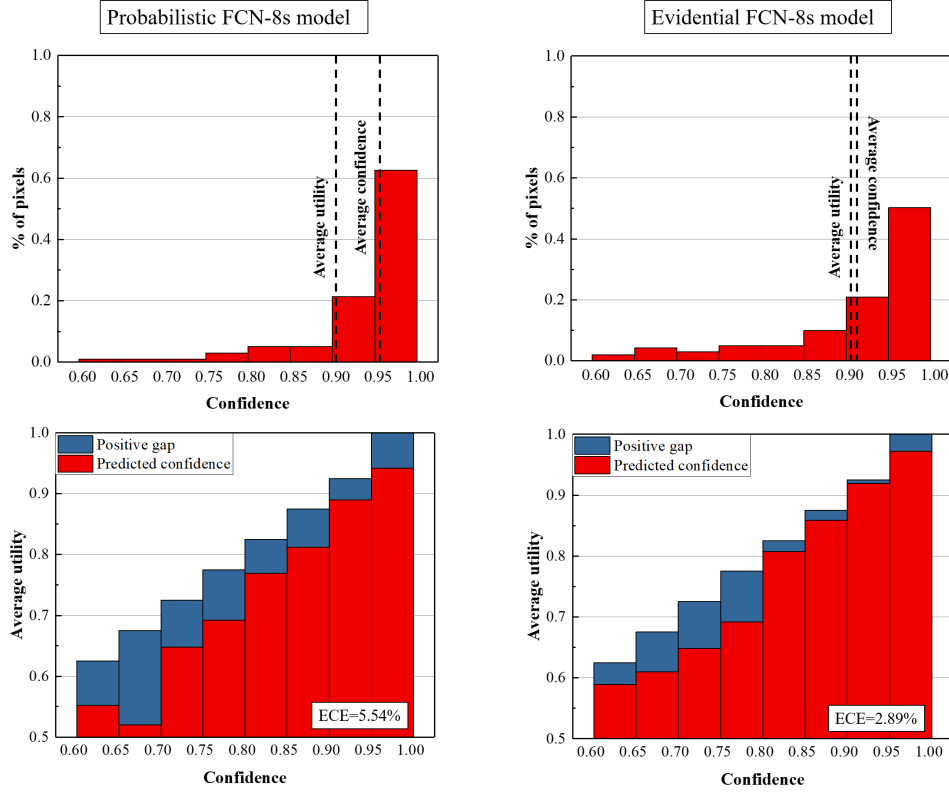 Probabilistic FCN-8s model
Evidential FCN-8s model
1.0
0.8
0.6
0.4
0.2
0.0
% of pixels
Average utility
Average confidence
0.60 0.65 0.70 0.75 0.80 0.85 0.90 0.95 1.00
Confidence
1.0
0.8
0.6
0.4
0.2
0.0
% of pixels
Average utility
Average confidence
0.60 0.65 0.70 0.75 0.80 0.85 0.90 0.95 1.00
Confidence
1.0
0.9
0.8
0.7
0.6
0.5
Average utility
Positive gap
Predicted confidence
ECE=5.54%
0.60 0.65 0.70 0.75 0.80 0.85 0.90 0.95 1.00
Confidence
1.0
0.9
0.8
0.7
0.6
0.5
Average utility
Positive gap
Predicted confidence
ECE=2.89%
0.60 0.65 0.70 0.75 0.80 0.85 0.90 0.95 1.00
Confidence